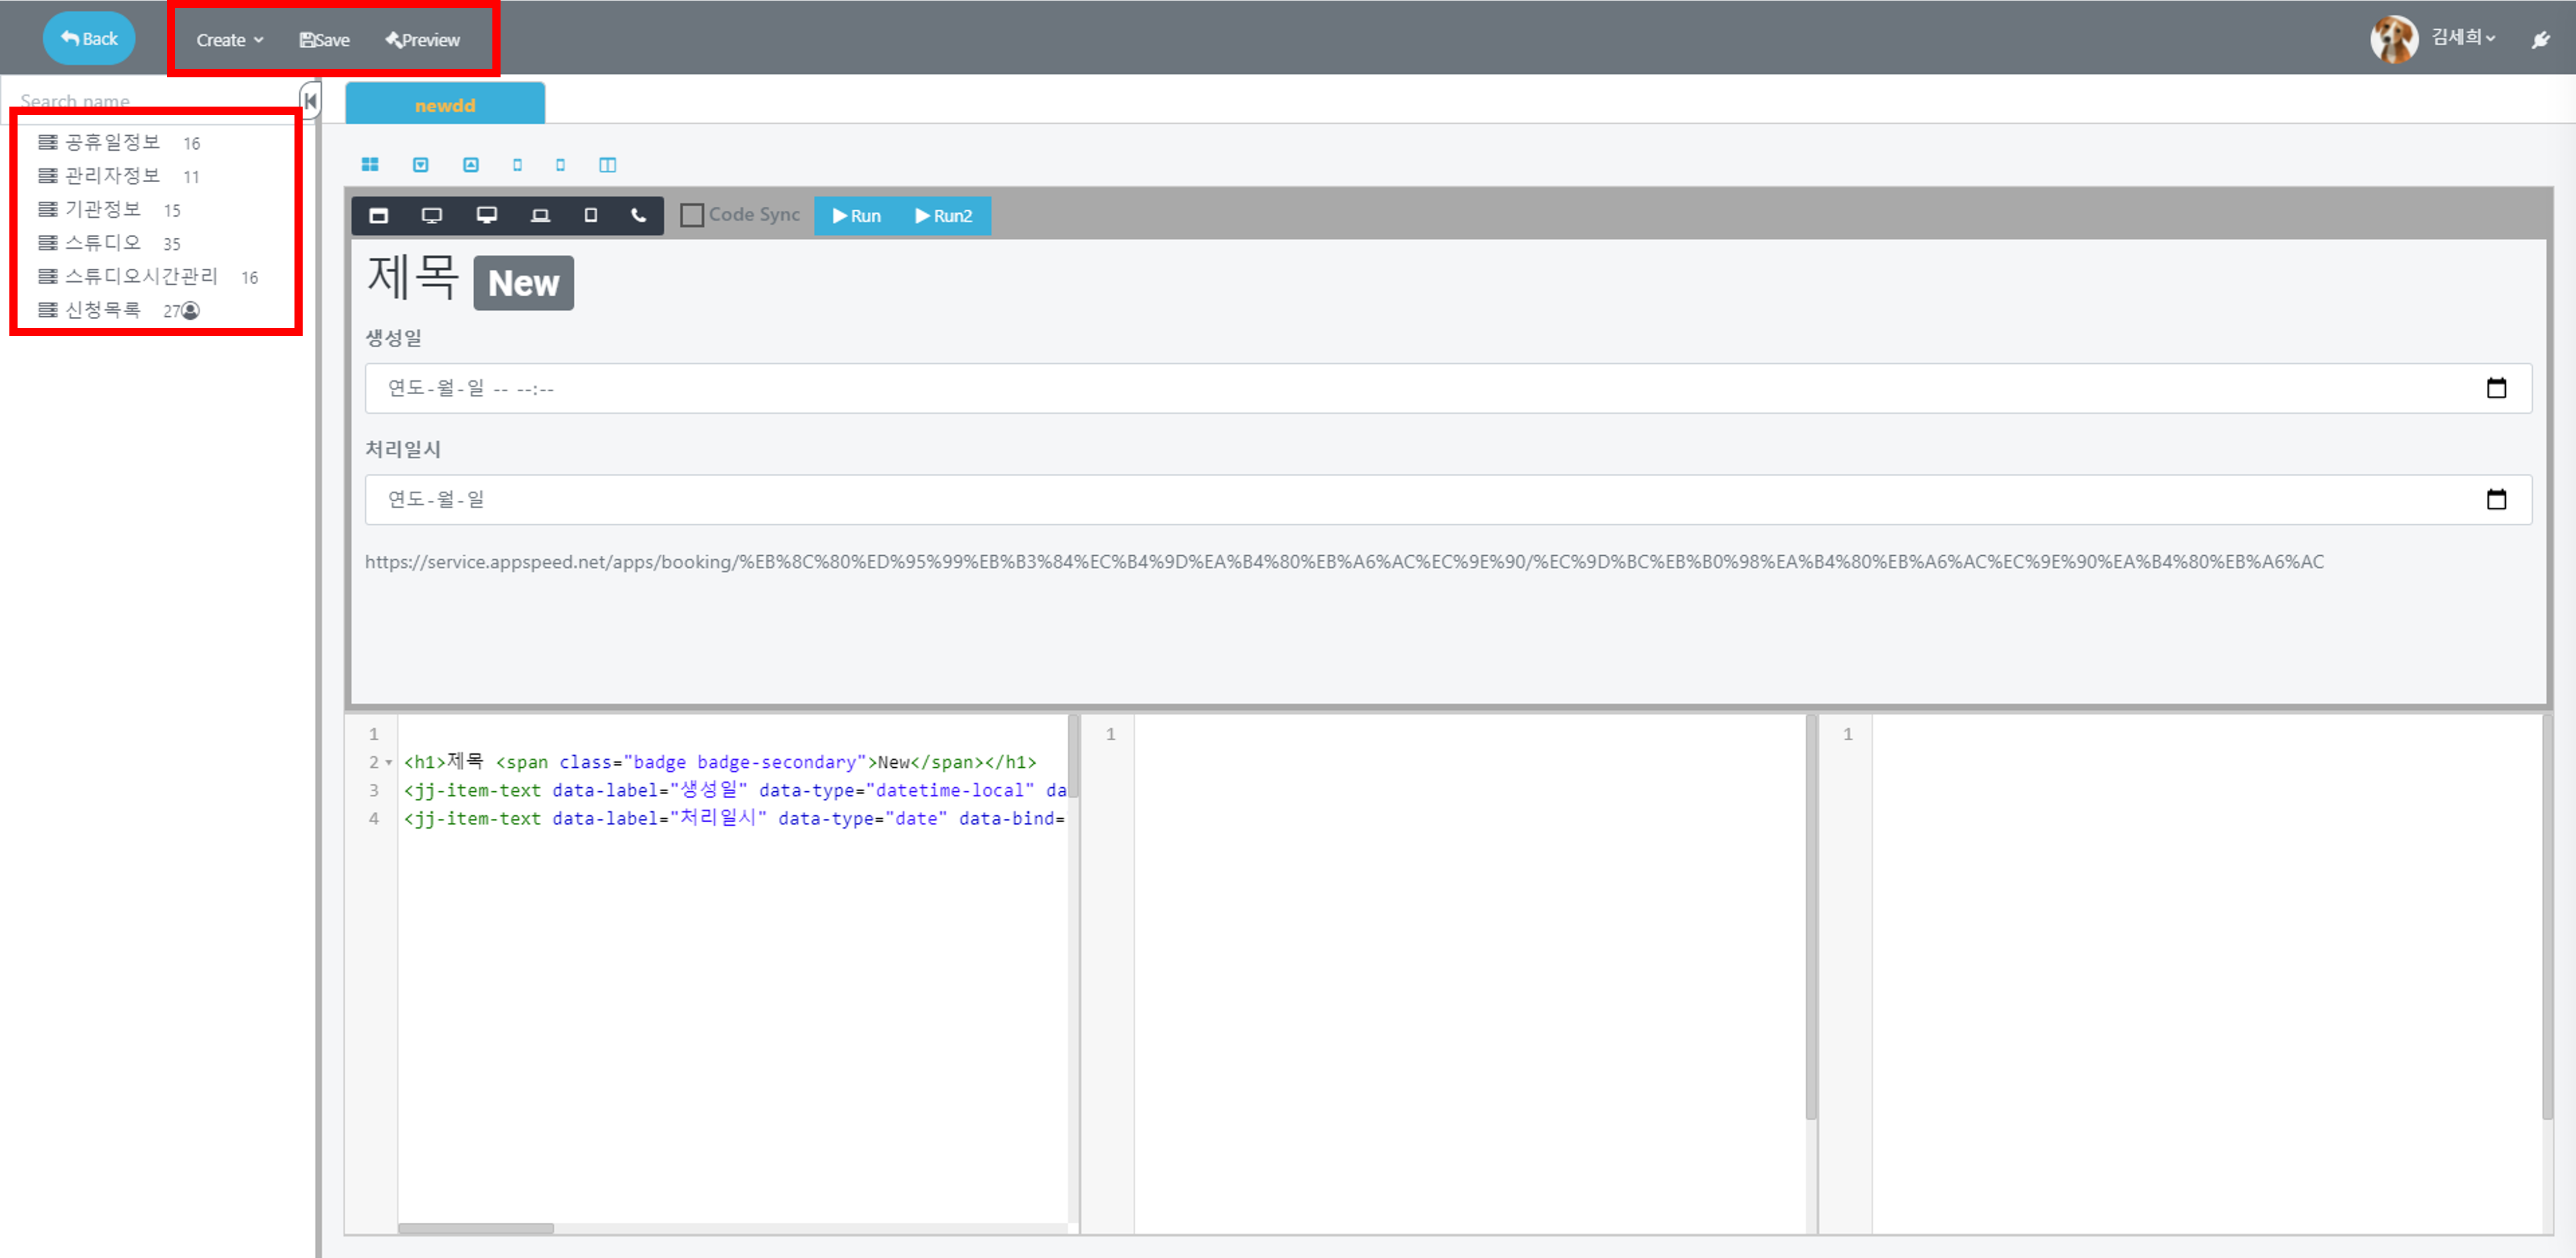 Back
Create
Save
Preview
김세희
Search name
newdd
공휴일정보 16
관리자정보 11
기관정보 15
스튜디오 35
스튜디오시간관리 16
신청목록 27
Code Sync
Run
Run2
제목 New
생성일
연도-월-일 -- --:--
처리일시
연도-월-일
https://service.appspeed.net/apps/booking/%EB%8C%80%ED%95%99%EB%B3%84%EC%B4%9D%EA%B4%80%EB%A6%AC%EC%9E%90/%EC%9D%BC%EB%B0%98%EA%B4%80%EB%A6%AC%EC%9E%90%EA%B4%80%EB%A6%AC
1
2 <h1>제목 <span class="badge badge-secondary">New</span></h1>
3 <jj-item-text data-label="생성일" data-type="datetime-local" da
4 <jj-item-text data-label="처리일시" data-type="date" data-bind=
1
1